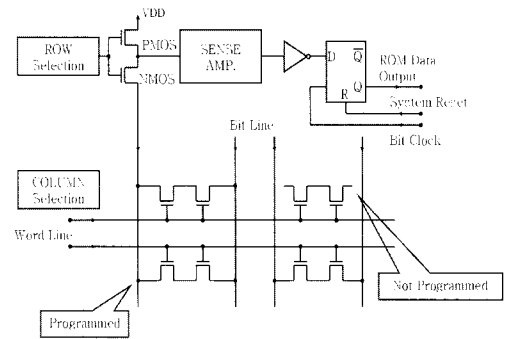 VDD
ROW
Selection
PMOS
NMOS
SENSE
AMP.
D
Q
Q
R
ROM Data
Output
System Reset
Bit Clock
Bit Line
COLUMN
Selection
Word Line
Not Programmed
Programmed